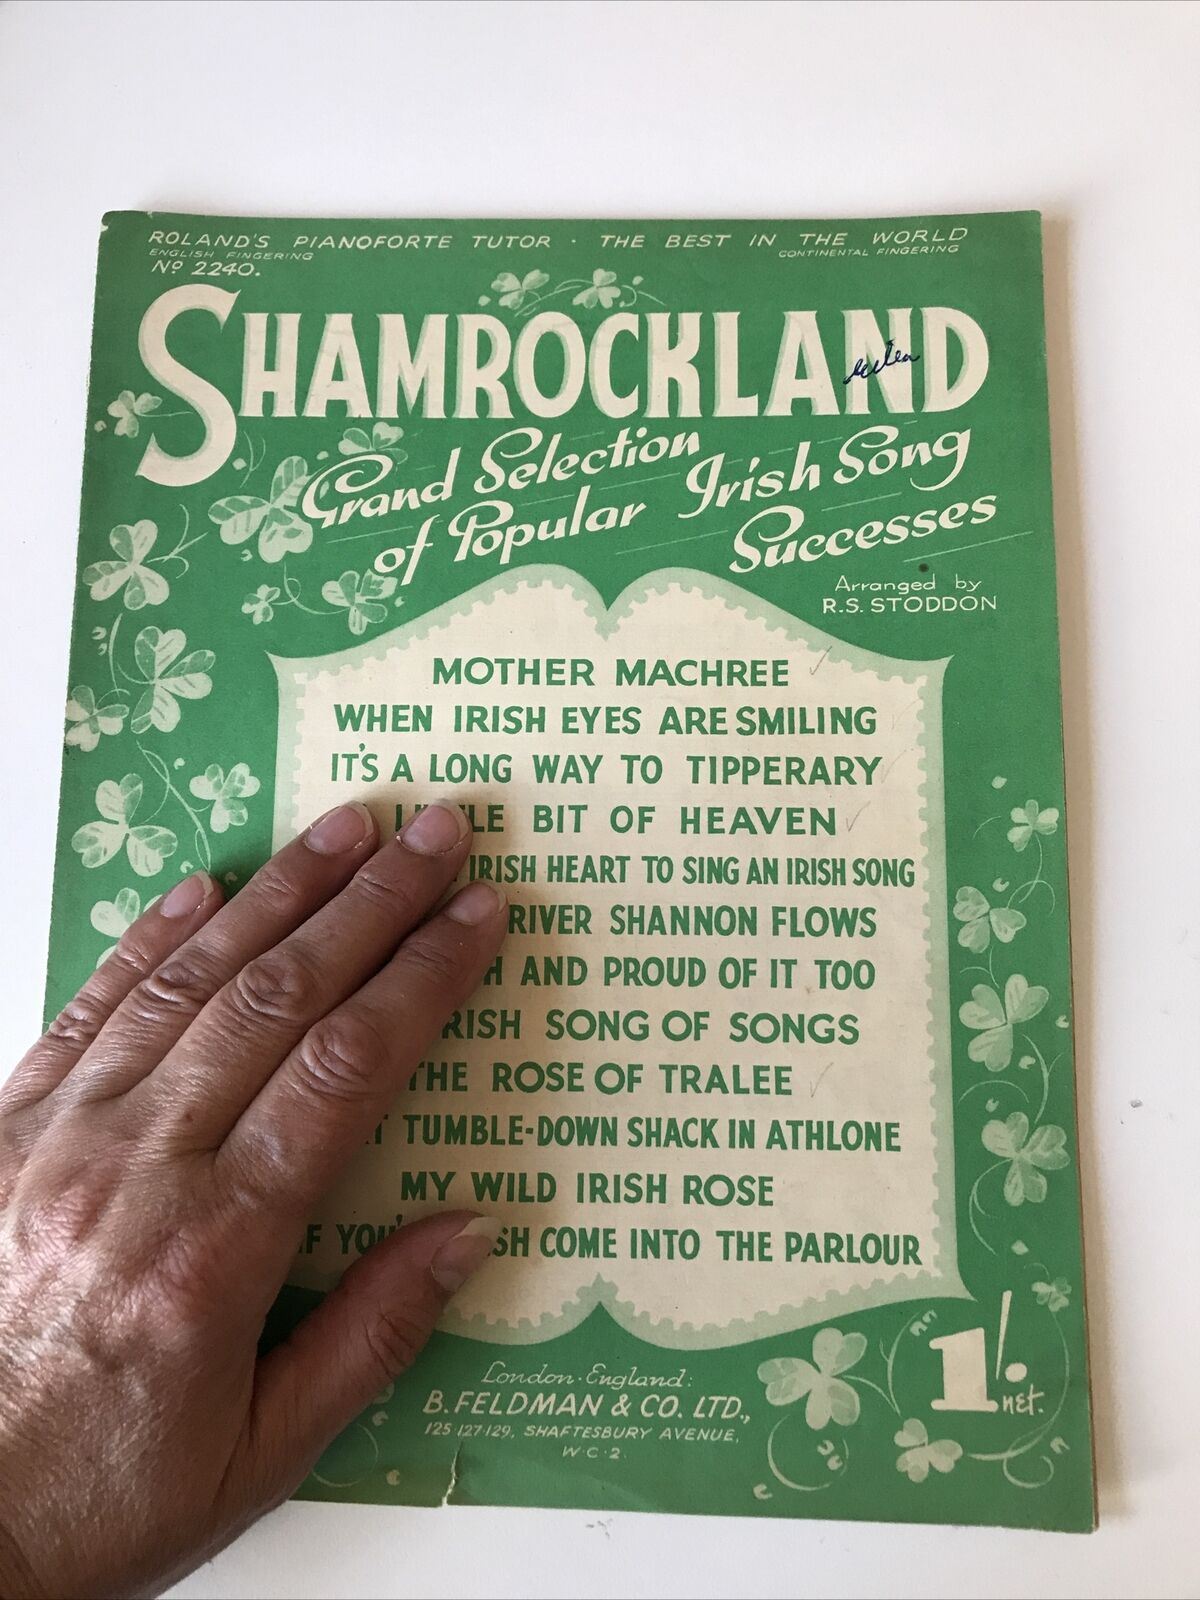 ROLAND'S PIANOFORTE TUTOR · THE BEST IN THE WORLD
ENGLISH FINGERING CONTINENTAL FINGERING
Nº 2240.
SHAMROCKLAND
Grand Selection
of Popular Irish Song
Successes
Arranged by
R.S. STODDON
MOTHER MACHREE
WHEN IRISH EYES ARE SMILING
IT'S A LONG WAY TO TIPPERARY
BIT OF HEAVEN
IRISH HEART TO SING AN IRISH SONG
RIVER SHANNON FLOWS
AND PROUD OF IT TOO
SONG OF SONGS
THE ROSE OF TRALEE
TUMBLE-DOWN SHACK IN ATHLONE
MY WILD IRISH ROSE
COME INTO THE PARLOUR
London·England:
B. FELDMAN & CO. LTD.,
125·127·129, SHAFTESBURY AVENUE,
W·C·2.
1/- net.